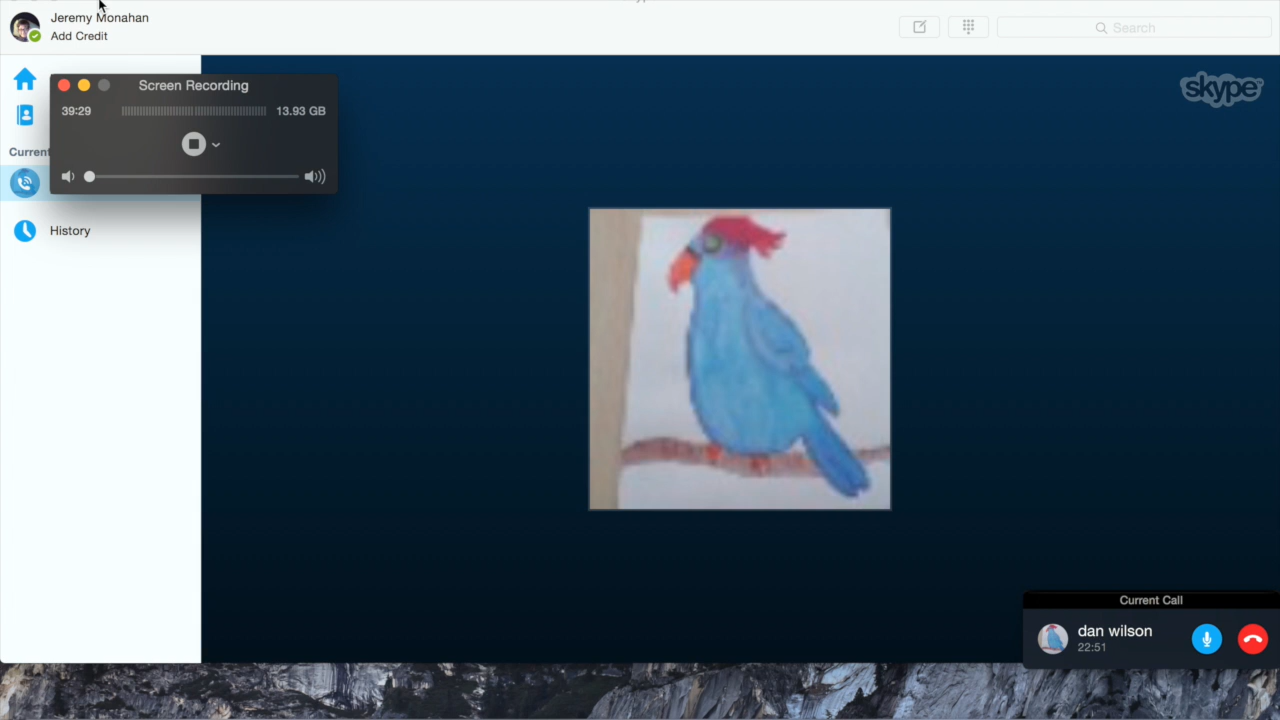 Jeremy Monahan
Add Credit
Search
Screen Recording
39:29
13.93 GB
skype
Current
History
Current Call
dan wilson
22:51